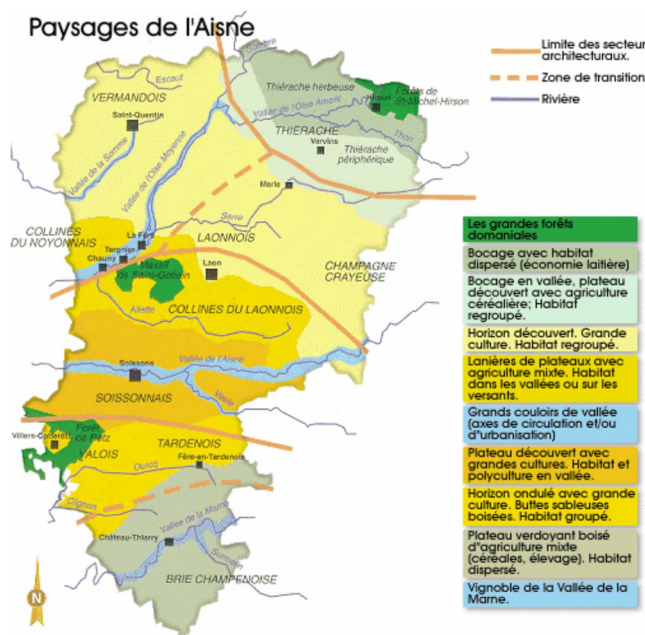 Paysages de l'Aisne
Limite des secteur
architecturaux.
Zone de transition
Rivière
Sambre
Escaut
Thiérache herbeuse
Forêts de
St-Michel-Hirson
Hirson
VERMANDOIS
Saint-Quentin
Vallée de l'Oise Amont
Thon
THIERACHE
Vervins
Thiérache
périphérique
Vallée de la Somme
Vallée de l'Oise Moyenne
Marle
Serre
COLLINES
DU NOYONNAIS
La Fère
Tergnier
Chauny
LAONNOIS
Massif
de Saint-Gobain
Laon
CHAMPAGNE
CRAYEUSE
Ailette
COLLINES DU LAONNOIS
Vallée de l'Aisne
Soissons
Vesle
SOISSONNAIS
Forêt
de Retz
Villers-Cotterêts
VALOIS
TARDENOIS
Ourcq
Fère-en-Tardenois
Clignon
Vallée de la Marne
Château-Thierry
Surmelin
BRIE CHAMPENOISE
N
Les grandes forêts
domaniales
Bocage avec habitat
dispersé (économie laitière)
Bocage en vallée, plateau
découvert avec agriculture
céréalière; Habitat
regroupé.
Horizon découvert. Grande
culture. Habitat regroupé.
Lanières de plateaux avec
agriculture mixte. Habitat
dans les vallées ou sur les
versants.
Grands couloirs de vallée
(axes de circulation et/ou
d"urbanisation)
Plateau découvert avec
grandes cultures. Habitat et
polyculture en vallée.
Horizon ondulé avec grande
culture. Buttes sableuses
boisées. Habitat groupé.
Plateau verdoyant boisé
d"agriculture mixte
(céréales, élevage). Habitat
dispersé.
Vignoble de la Vallée de la
Marne.